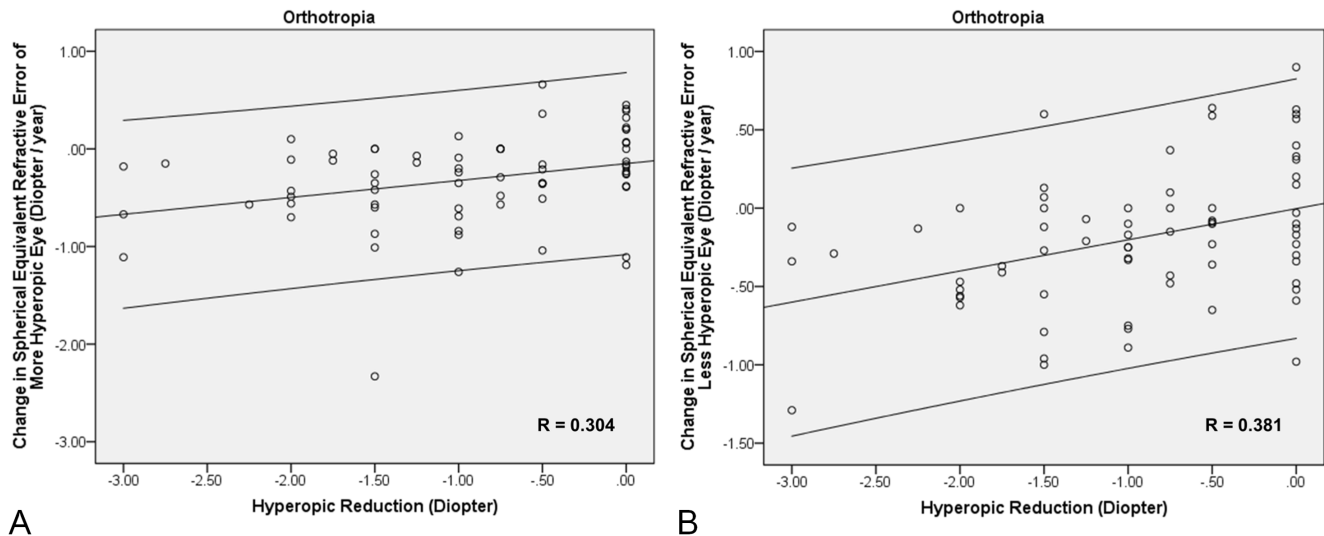 Orthotropia
Change in Spherical Equivalent Refractive Error of
More Hyperopic Eye (Diopter / year)
1.00
.00
-1.00
-2.00
-3.00
R = 0.304
-3.00 -2.50 -2.00 -1.50 -1.00 -.50 .00
Hyperopic Reduction (Diopter)
A
Orthotropia
Change in Spherical Equivalent Refractive Error of
Less Hyperopic Eye (Diopter / year)
1.00
.50
.00
-.50
-1.00
-1.50
R = 0.381
-3.00 -2.50 -2.00 -1.50 -1.00 -.50 .00
Hyperopic Reduction (Diopter)
B